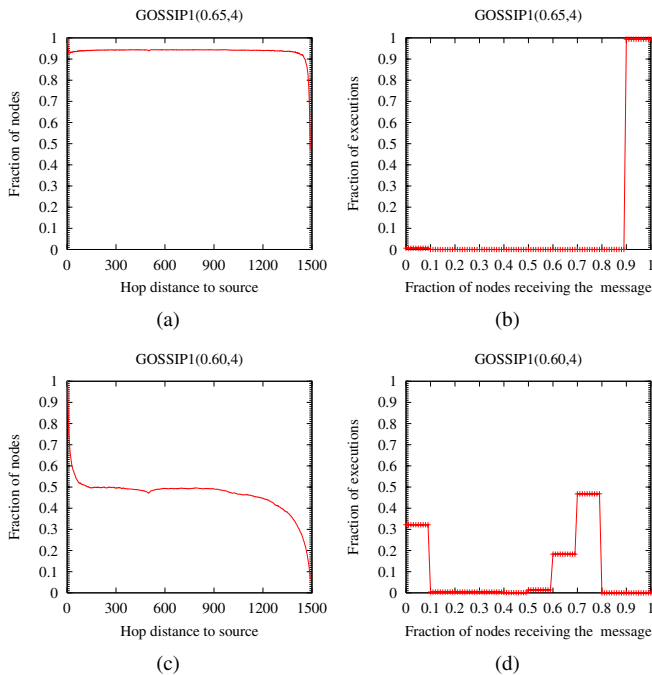 GOSSIP1(0.65,4)
1
0.9
0.8
0.7
0.6
0.5
0.4
0.3
0.2
0.1
0
Fraction of nodes
0 300 600 900 1200 1500
Hop distance to source
(a)
GOSSIP1(0.65,4)
1
0.9
0.8
0.7
0.6
0.5
0.4
0.3
0.2
0.1
0
Fraction of executions
0 0.1 0.2 0.3 0.4 0.5 0.6 0.7 0.8 0.9 1
Fraction of nodes receiving the message
(b)
GOSSIP1(0.60,4)
1
0.9
0.8
0.7
0.6
0.5
0.4
0.3
0.2
0.1
0
Fraction of nodes
0 300 600 900 1200 1500
Hop distance to source
(c)
GOSSIP1(0.60,4)
1
0.9
0.8
0.7
0.6
0.5
0.4
0.3
0.2
0.1
0
Fraction of executions
0 0.1 0.2 0.3 0.4 0.5 0.6 0.7 0.8 0.9 1
Fraction of nodes receiving the message
(d)